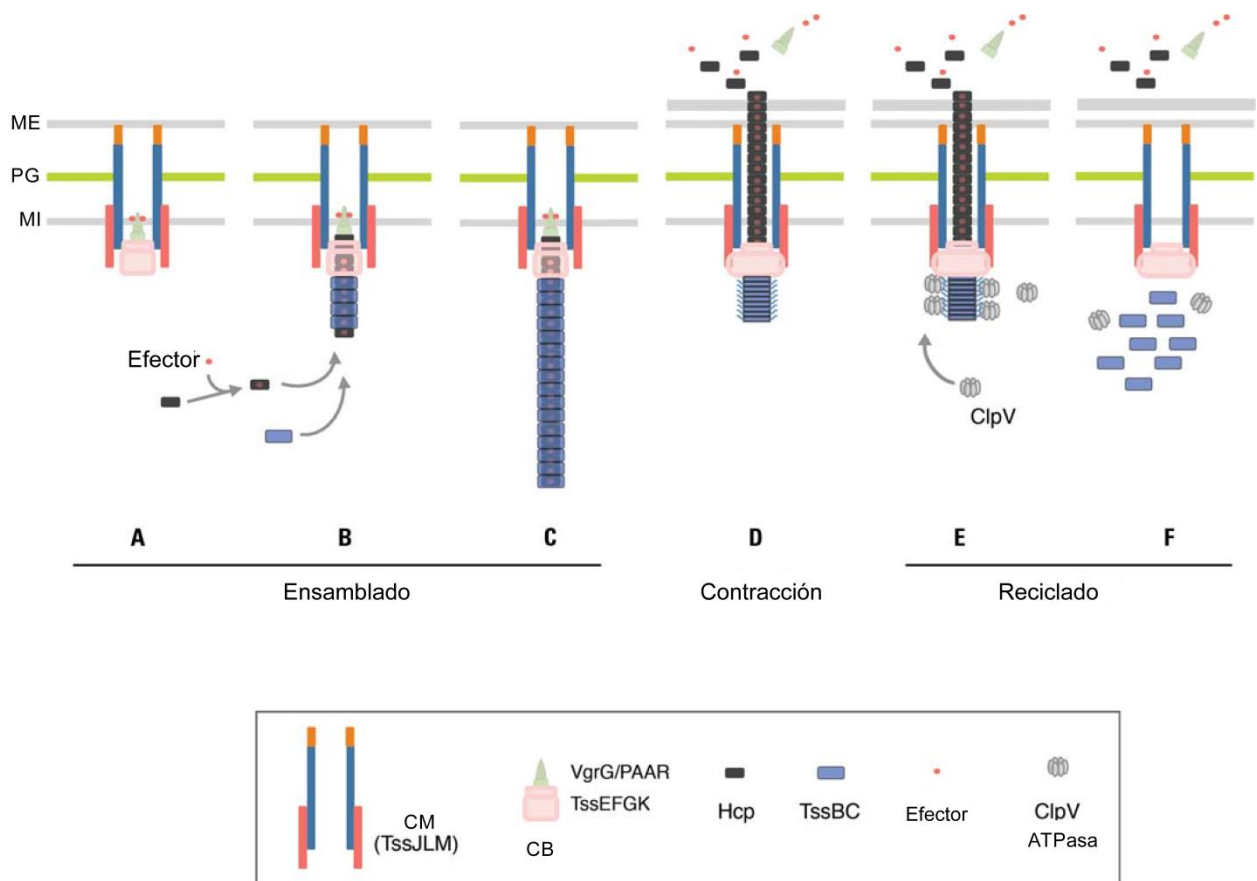 ME
PG
MI
Efector
ClpV
A B C D E F
Ensamblado Contracción Reciclado
CM
(TssJLM)
VgrG/PAAR
TssEFGK
CB
Hcp
TssBC
Efector
ClpV
ATPasa